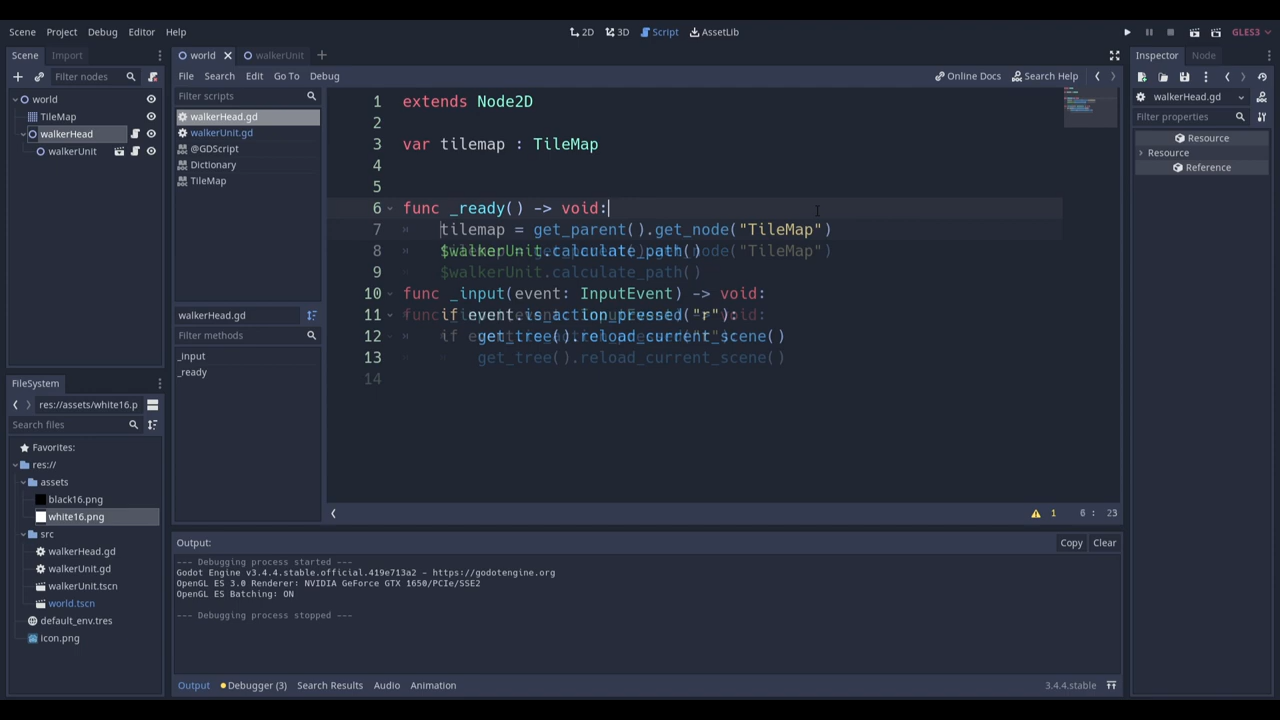 Scene Project Debug Editor Help
2D 3D Script AssetLib
GLES3
Scene Import
Filter nodes
world
TileMap
walkerHead
walkerUnit
world walkerUnit
File Search Edit Go To Debug
Online Docs Search Help
Filter scripts
walkerHead.gd
walkerUnit.gd
@GDScript
Dictionary
TileMap
walkerHead.gd
Filter methods
_input
_ready
1 extends Node2D
2
3 var tilemap : TileMap
4
5
6 func _ready() -> void:
7 tilemap = get_parent().get_node("TileMap")
8 $walkerUnit.calculate_path()
9 $walkerUnit.calculate_path()
10 func _input(event: InputEvent) -> void:
11 if event.is_action_pressed("r"):
12 get_tree().reload_current_scene()
13 get_tree().reload_current_scene()
14
1 6 : 23
Inspector Node
walkerHead.gd
Filter properties
Resource
Resource
Reference
FileSystem
res://assets/white16.p
Search files
Favorites:
res://
assets
black16.png
white16.png
src
walkerHead.gd
walkerUnit.gd
walkerUnit.tscn
world.tscn
default_env.tres
icon.png
Output:
Copy Clear
--- Debugging process started ---
Godot Engine v3.4.4.stable.official.419e713a2 - https://godotengine.org
OpenGL ES 3.0 Renderer: NVIDIA GeForce GTX 1650/PCIe/SSE2
OpenGL ES Batching: ON
--- Debugging process stopped ---
Output Debugger (3) Search Results Audio Animation
3.4.4.stable